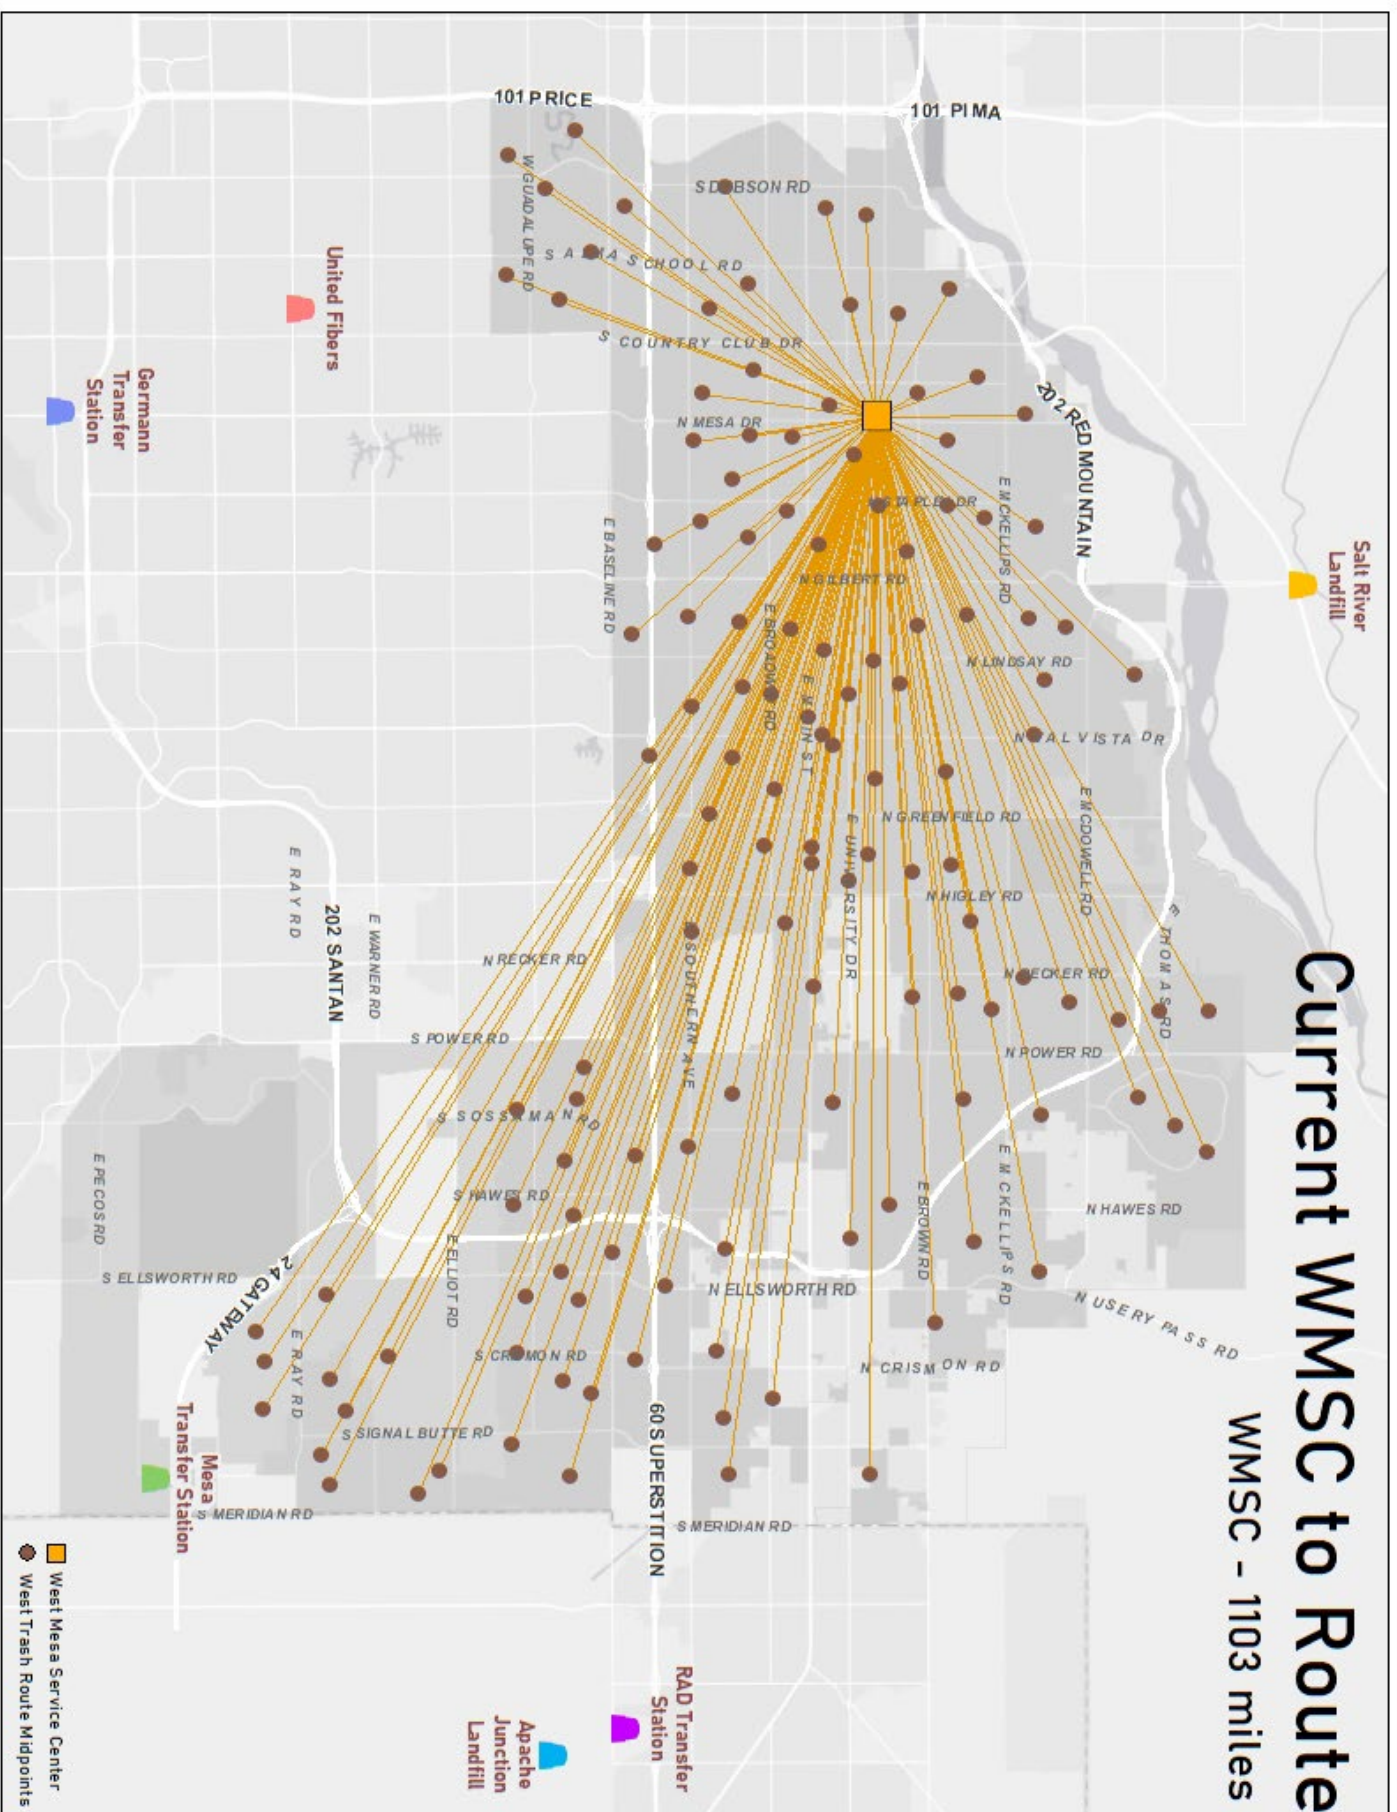 Current WMSC to Route
WMSC - 1103 miles
Salt River
Landfill
101 PIMA
101 PRICE
202 RED MOUNTAIN
W GUADALUPE RD
S DOBSON RD
S ALMA SCHOOL RD
S COUNTRY CLUB DR
N MESA DR
N STAPLEY DR
E MCKELLIPS RD
N GILBERT RD
E BASELINE RD
E BROADWAY RD
E MAIN ST
N LINDSAY RD
N VAL VISTA DR
E MCDOWELL RD
N GREENFIELD RD
E UNIVERSITY DR
N HIGLEY RD
E THOMAS RD
N RECKER RD
N RECKER RD
N POWER RD
S POWER RD
E SOUTHERN AVE
S SOSSAMAN RD
S HAWES RD
N HAWES RD
E BROWN RD
E MCKELLIPS RD
N USERY PASS RD
N ELLSWORTH RD
S ELLSWORTH RD
E ELLIOT RD
S CRISMON RD
N CRISMON RD
S SIGNAL BUTTE RD
S MERIDIAN RD
S MERIDIAN RD
60 SUPERSTITION
202 SANTAN
24 GATEWAY
E RAY RD
E WARNER RD
E PECOS RD
E RAY RD
United Fibers
Germann
Transfer
Station
Mesa
Transfer Station
RAD Transfer
Station
Apache
Junction
Landfill
West Mesa Service Center
West Trash Route Midpoints